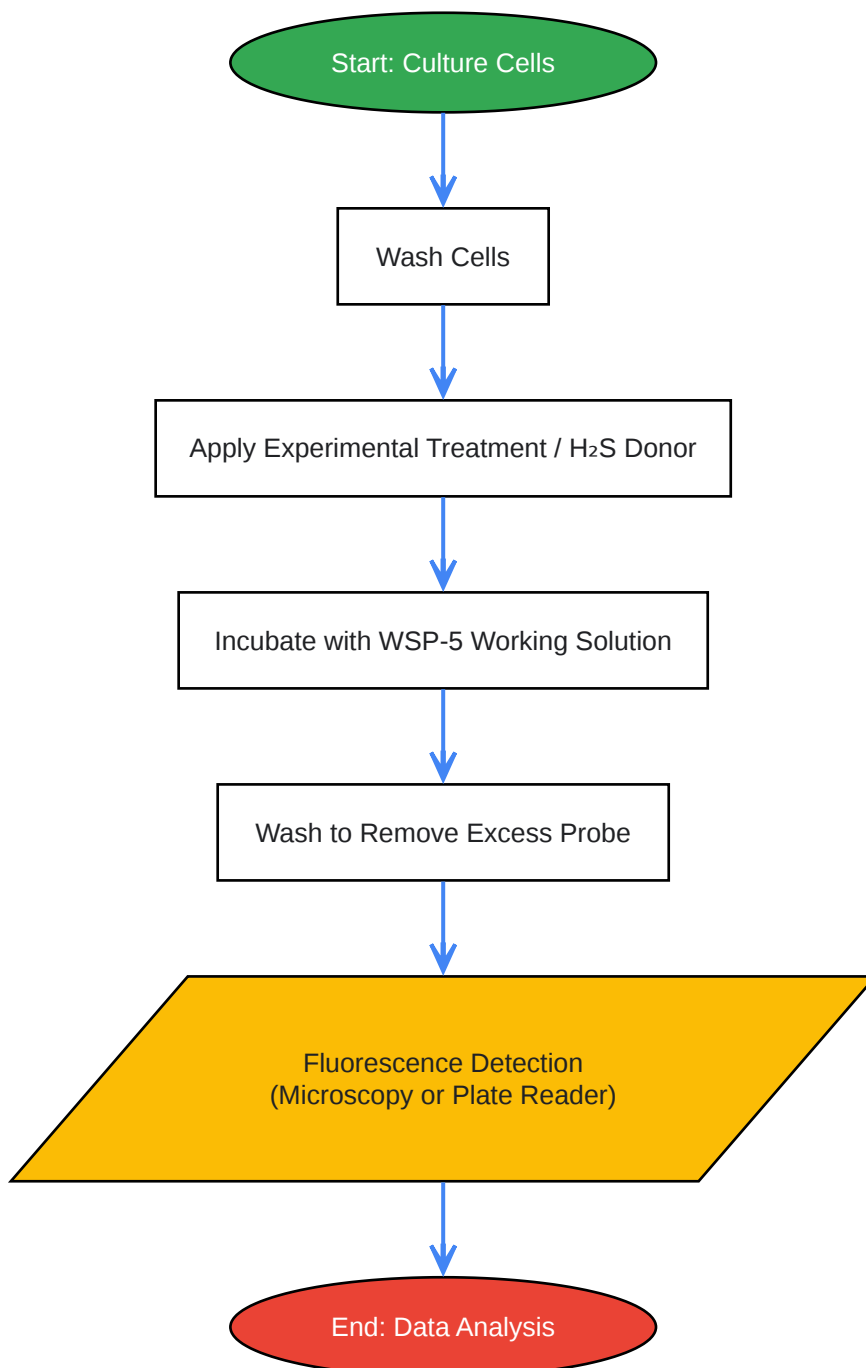 Start: Culture Cells
Wash Cells
Apply Experimental Treatment / H₂S Donor
Incubate with WSP-5 Working Solution
Wash to Remove Excess Probe
Fluorescence Detection
(Microscopy or Plate Reader)
End: Data Analysis